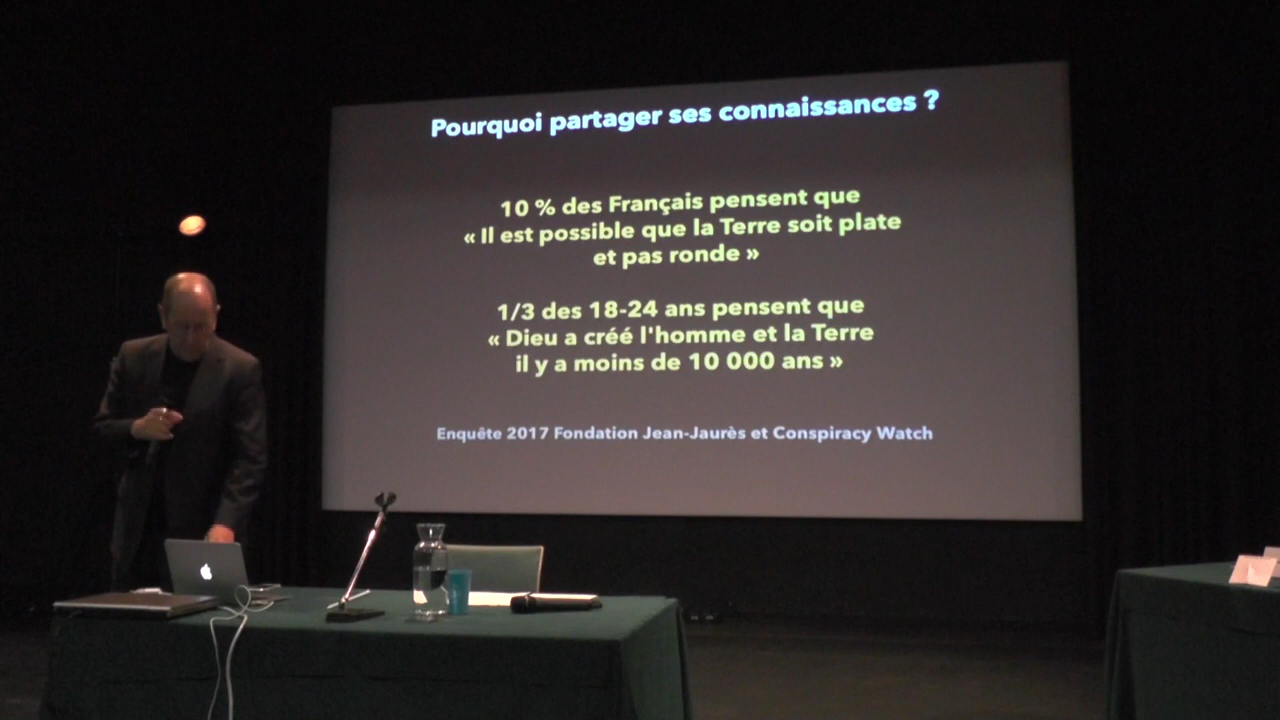 Pourquoi partager ses connaissances ?
10 % des Français pensent que
« Il est possible que la Terre soit plate
et pas ronde »
1/3 des 18-24 ans pensent que
« Dieu a créé l'homme et la Terre
il y a moins de 10 000 ans »
Enquête 2017 Fondation Jean-Jaurès et Conspiracy Watch